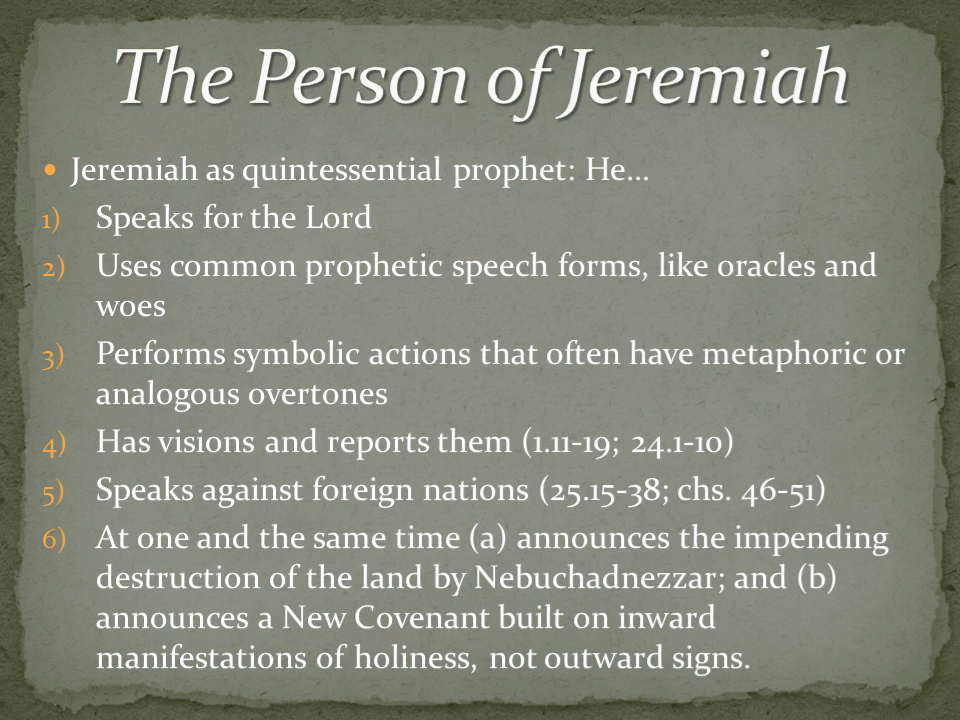 The Person of Jeremiah
• Jeremiah as quintessential prophet: He…
1) Speaks for the Lord
2) Uses common prophetic speech forms, like oracles and
woes
3) Performs symbolic actions that often have metaphoric or
analogous overtones
4) Has visions and reports them (1.11-19; 24.1-10)
5) Speaks against foreign nations (25.15-38; chs. 46-51)
6) At one and the same time (a) announces the impending
destruction of the land by Nebuchadnezzar; and (b)
announces a New Covenant built on inward
manifestations of holiness, not outward signs.